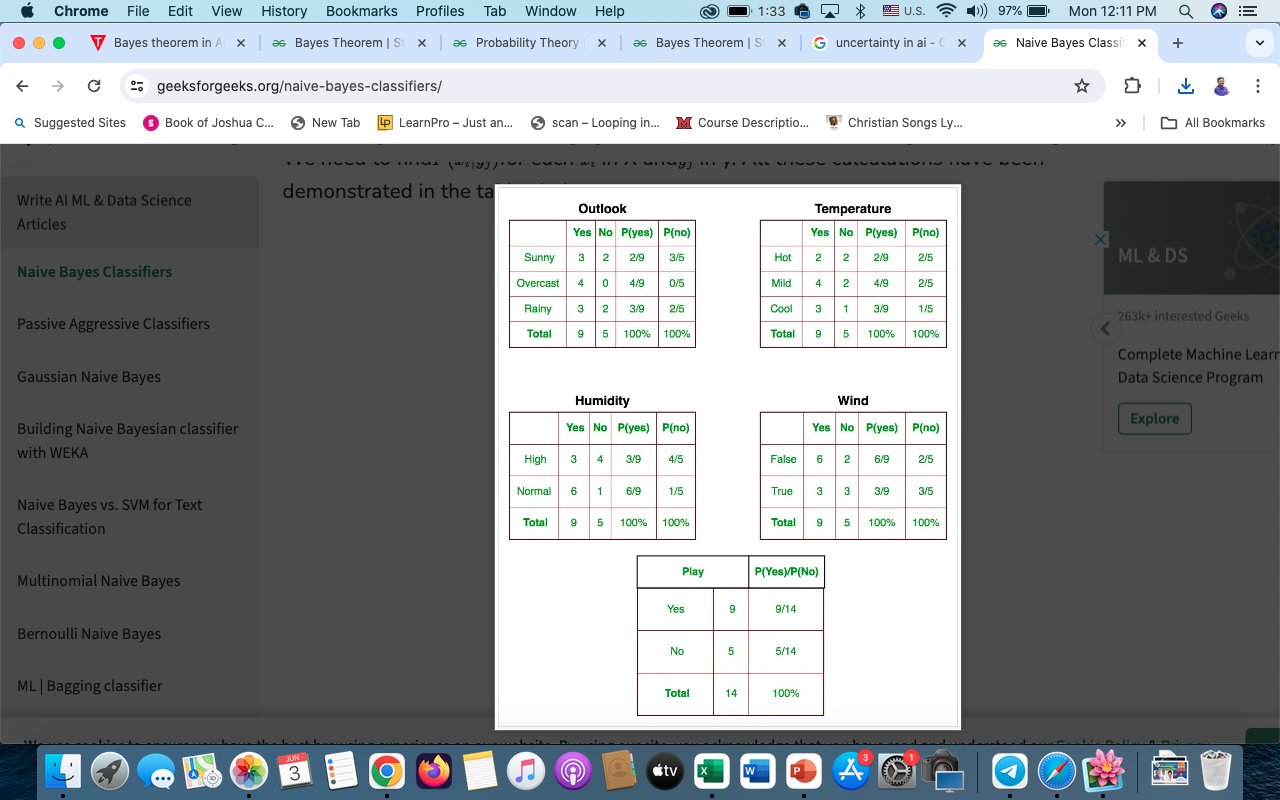 Chrome File Edit View History Bookmarks Profiles Tab Window Help 1:33 U.S. 97% Mon 12:11 PM
Bayes theorem in A Bayes Theorem | St Probability Theory Bayes Theorem | St uncertainty in ai - G Naive Bayes Classif
geeksforgeeks.org/naive-bayes-classifiers/
Suggested Sites Book of Joshua C... New Tab LearnPro – Just an... scan – Looping in... Course Descriptio... Christian Songs Ly... » All Bookmarks
demonstrated in the
Write AI ML & Data Science
Articles
Naive Bayes Classifiers
Passive Aggressive Classifiers
Gaussian Naive Bayes
Building Naive Bayesian classifier
with WEKA
Naive Bayes vs. SVM for Text
Classification
Multinomial Naive Bayes
Bernoulli Naive Bayes
ML | Bagging classifier
Outlook
Yes No P(yes) P(no)
Sunny 3 2 2/9 3/5
Overcast 4 0 4/9 0/5
Rainy 3 2 3/9 2/5
Total 9 5 100% 100%
Temperature
Yes No P(yes) P(no)
Hot 2 2 2/9 2/5
Mild 4 2 4/9 2/5
Cool 3 1 3/9 1/5
Total 9 5 100% 100%
Humidity
Yes No P(yes) P(no)
High 3 4 3/9 4/5
Normal 6 1 6/9 1/5
Total 9 5 100% 100%
Wind
Yes No P(yes) P(no)
False 6 2 6/9 2/5
True 3 3 3/9 3/5
Total 9 5 100% 100%
Play P(Yes)/P(No)
Yes 9 9/14
No 5 5/14
Total 14 100%
ML & DS
263k+ interested Geeks
Complete Machine Learn
Data Science Program
Explore
JUN
3
tv
3
1